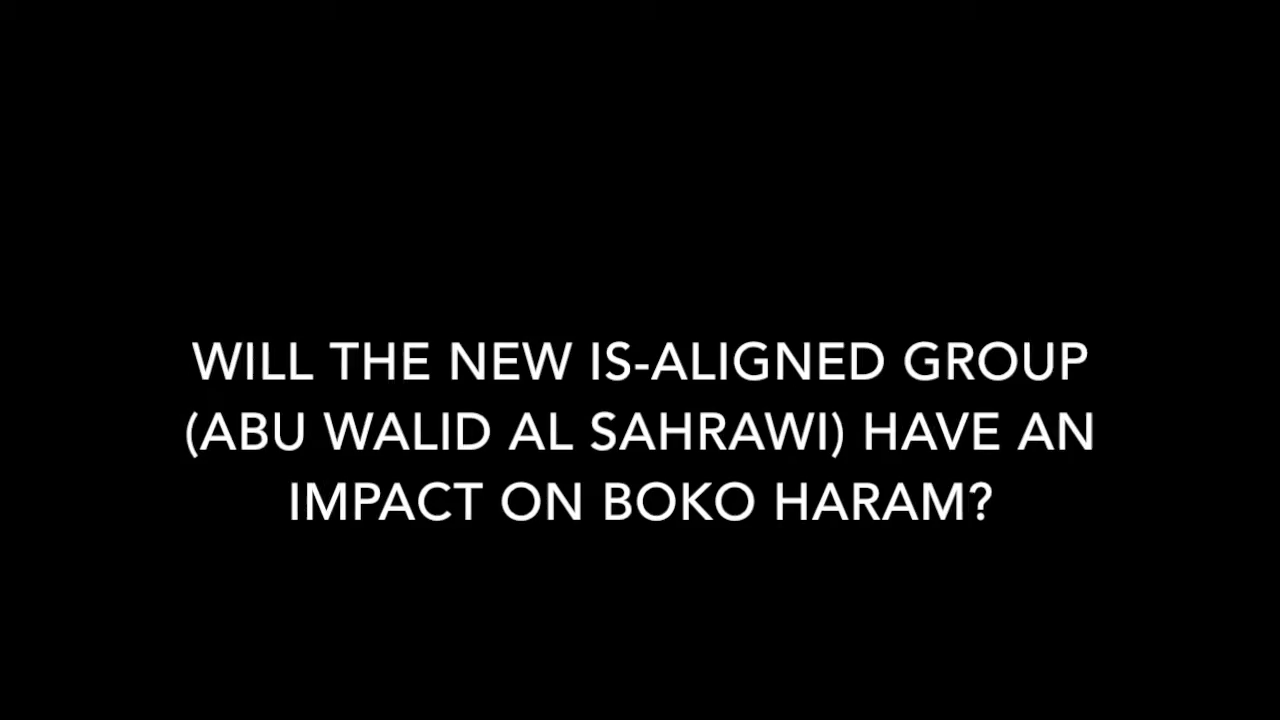 WILL THE NEW IS-ALIGNED GROUP
(ABU WALID AL SAHRAWI) HAVE AN
IMPACT ON BOKO HARAM?